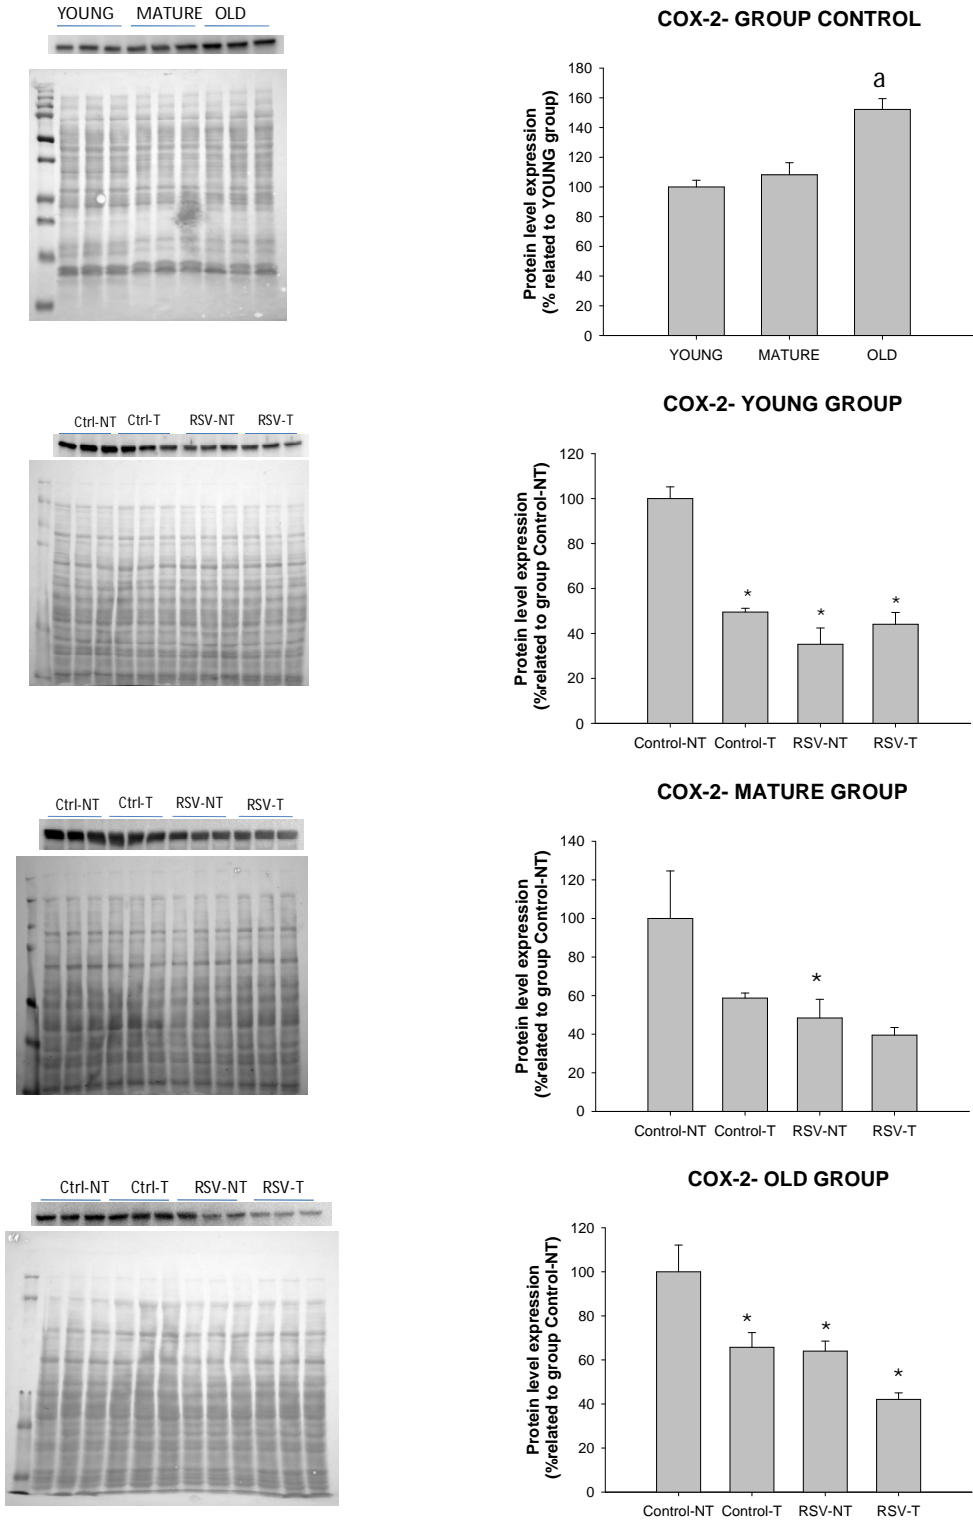 YOUNG MATURE OLD
COX-2- GROUP CONTROL
Protein level expression
(% related to YOUNG group)
180
160
140
120
100
80
60
40
20
0
a
YOUNG MATURE OLD
Ctrl-NT Ctrl-T RSV-NT RSV-T
COX-2- YOUNG GROUP
Protein level expression
(%related to group Control-NT)
120
100
80
60
40
20
0
* * *
Control-NT Control-T RSV-NT RSV-T
Ctrl-NT Ctrl-T RSV-NT RSV-T
COX-2- MATURE GROUP
Protein level expression
(%related to group Control-NT)
140
120
100
80
60
40
20
0
*
Control-NT Control-T RSV-NT RSV-T
Ctrl-NT Ctrl-T RSV-NT RSV-T
COX-2- OLD GROUP
Protein level expression
(%related to group Control-NT)
120
100
80
60
40
20
0
* * *
Control-NT Control-T RSV-NT RSV-T